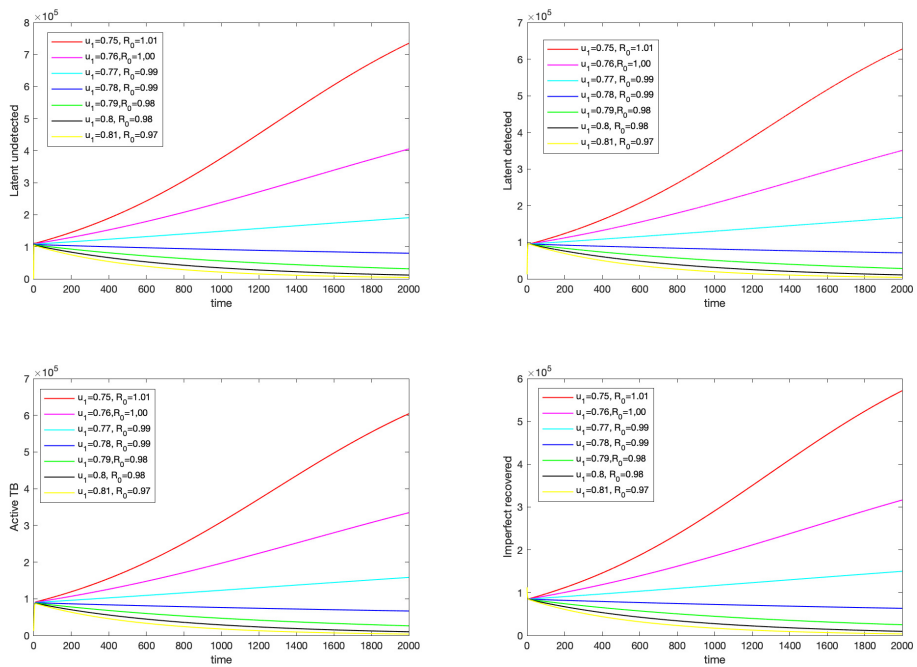 ×10⁵
8
7
6
5
4
3
2
1
0
Latent undetected
u₁=0.75, R₀=1.01
u₁=0.76,R₀=1,00
u₁=0.77, R₀=0.99
u₁=0.78, R₀=0.99
u₁=0.79,R₀=0.98
u₁=0.8, R₀=0.98
u₁=0.81, R₀=0.97
0 200 400 600 800 1000 1200 1400 1600 1800 2000
time
×10⁵
7
6
5
4
3
2
1
0
Latent detected
u₁=0.75, R₀=1.01
u₁=0.76,R₀=1,00
u₁=0.77, R₀=0.99
u₁=0.78, R₀=0.99
u₁=0.79,R₀=0.98
u₁=0.8, R₀=0.98
u₁=0.81, R₀=0.97
0 200 400 600 800 1000 1200 1400 1600 1800 2000
time
×10⁵
7
6
5
4
3
2
1
0
Active TB
u₁=0.75, R₀=1.01
u₁=0.76,R₀=1,00
u₁=0.77, R₀=0.99
u₁=0.78, R₀=0.99
u₁=0.79,R₀=0.98
u₁=0.8, R₀=0.98
u₁=0.81, R₀=0.97
0 200 400 600 800 1000 1200 1400 1600 1800 2000
time
×10⁵
6
5
4
3
2
1
0
Imperfect recovered
u₁=0.75, R₀=1.01
u₁=0.76,R₀=1,00
u₁=0.77, R₀=0.99
u₁=0.78, R₀=0.99
u₁=0.79,R₀=0.98
u₁=0.8, R₀=0.98
u₁=0.81, R₀=0.97
0 200 400 600 800 1000 1200 1400 1600 1800 2000
time